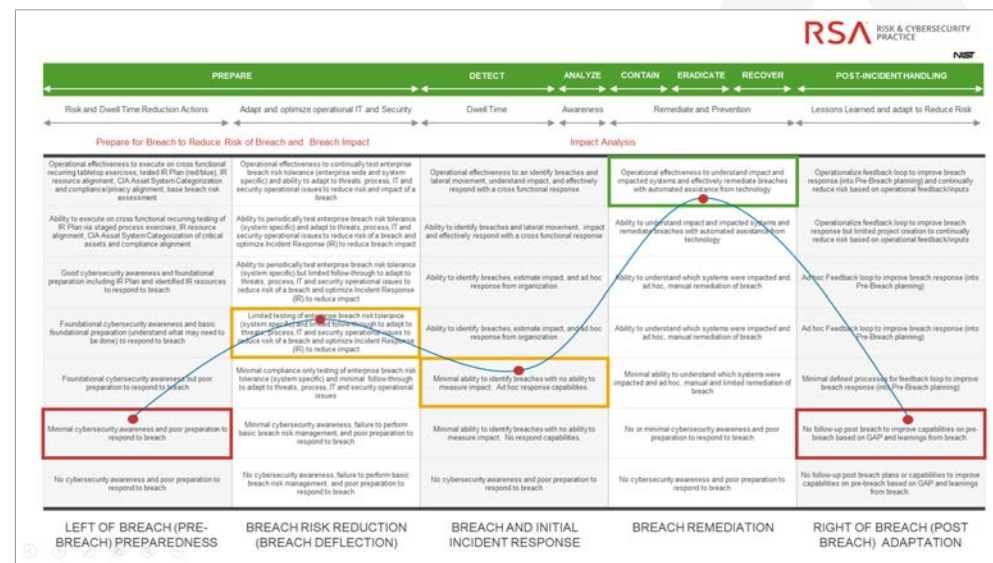 RSA RISK & CYBERSECURITY
PRACTICE
NIST
PREPARE
DETECT
ANALYZE
CONTAIN
ERADICATE
RECOVER
POST-INCIDENT HANDLING
Risk and Dwell Time Reduction Actions
Adapt and optimize operational IT and Security
Dwell Time
Awareness
Remediate and Prevention
Lessons Learned and adapt to Reduce Risk
Prepare for Breach to Reduce Risk of Breach and Breach Impact
Impact Analysis
Operational effectiveness to execute on cross functional
recurring tabletop exercises, tested IR Plan (red/blue), IR
resource alignment, CIA Asset System Categorization
and compliance/privacy alignment, base breach risk
assessment
Operational effectiveness to continually test enterprise
breach risk tolerance (enterprise wide and system
specific) and ability to adapt to threats, process, IT and
security operational issues to reduce risk and impact of a
breach
Operational effectiveness to an identify breaches and
lateral movement, understand impact, and effectively
respond with a cross functional response
Operational effectiveness to understand impact and
impacted systems and effectively remediate breaches
with automated assistance from technology
Operationalize feedback loop to improve breach
response (into Pre-Breach Planning) and continually
reduce risk based on operational feedback/inputs
Ability to execute on cross functional recurring testing of
IR Plan via staged process exercises, IR resource
alignment, CIA Asset System Categorization of critical
assets and compliance alignment
Ability to periodically test enterprise breach risk tolerance
(system specific) and ability to adapt to threats, process, IT and
security operational issues to reduce risk of a breach and
optimize Incident Response (IR) to reduce breach impact
Ability to identify breaches and lateral movement, impact
and effectively respond with a cross functional response
Ability to understand impact and impacted systems and
remediate breaches with automated assistance from
technology
Operationalize feedback loop to improve breach
response but limited project creation to continually
reduce risk based on operational feedback/inputs
Good cybersecurity awareness and foundational
preparation including IR Plan and identified IR resources
to respond to breach
Ability to periodically test enterprise breach risk tolerance
(system specific) but limited follow-through to adapt to
threats, process, IT and security operational issues to
reduce risk of a breach and optimize Incident Response
(IR) to reduce impact
Ability to identify breaches, estimate impact, and ad hoc
response from organization
Ability to understand which systems were impacted and
ad hoc, manual remediation of breach
Ad hoc Feedback loop to improve breach response (into
Pre-Breach planning)
Foundational cybersecurity awareness and basic
foundational preparation (understand what may need to
be done) to respond to breach
Limited testing of enterprise breach risk tolerance
(system specific) and limited follow-through to adapt to
threats, process, IT and security operational issues to
reduce risk of a breach and optimize Incident Response
(IR) to reduce impact
Ability to identify breaches, estimate impact, and ad hoc
response from organization
Ability to understand which systems were impacted and
ad hoc, manual remediation of breach
Ad hoc Feedback loop to improve breach response (into
Pre-Breach planning)
Foundational cybersecurity awareness but poor
preparation to respond to breach
Minimal compliance only testing of enterprise breach risk
tolerance (system specific) and minimal follow-through
to adapt to threats, process, IT and security operational
issues
Minimal ability to identify breaches with no ability to
measure impact. Ad hoc response capabilities.
Minimal ability to understand which systems were
impacted and ad hoc, manual and limited remediation of
breach
Minimal defined processes for feedback loop to improve
breach response (into Pre-Breach planning)
Minimal cybersecurity awareness and poor preparation to
respond to breach
Minimal cybersecurity awareness, failure to perform
basic breach risk management, and poor preparation to
respond to breach
Minimal ability to identify breaches with no ability to
measure impact. No respond capabilities.
No or minimal cybersecurity awareness and poor
preparation to respond to breach
No follow-up post breach to improve capabilities on pre-
breach based on GAP and learnings from breach.
No cybersecurity awareness and poor preparation to
respond to breach
No cybersecurity awareness, failure to perform basic
breach risk management, and poor preparation to
respond to breach
No cybersecurity awareness and poor preparation to
respond to breach
No cybersecurity awareness and poor preparation to
respond to breach
No follow-up post breach plans or capabilities to improve
capabilities on pre-breach based on GAP and learnings
from breach.
LEFT OF BREACH (PRE-
BREACH) PREPAREDNESS
BREACH RISK REDUCTION
(BREACH DEFLECTION)
BREACH AND INITIAL
INCIDENT RESPONSE
BREACH REMEDIATION
RIGHT OF BREACH (POST
BREACH) ADAPTATION